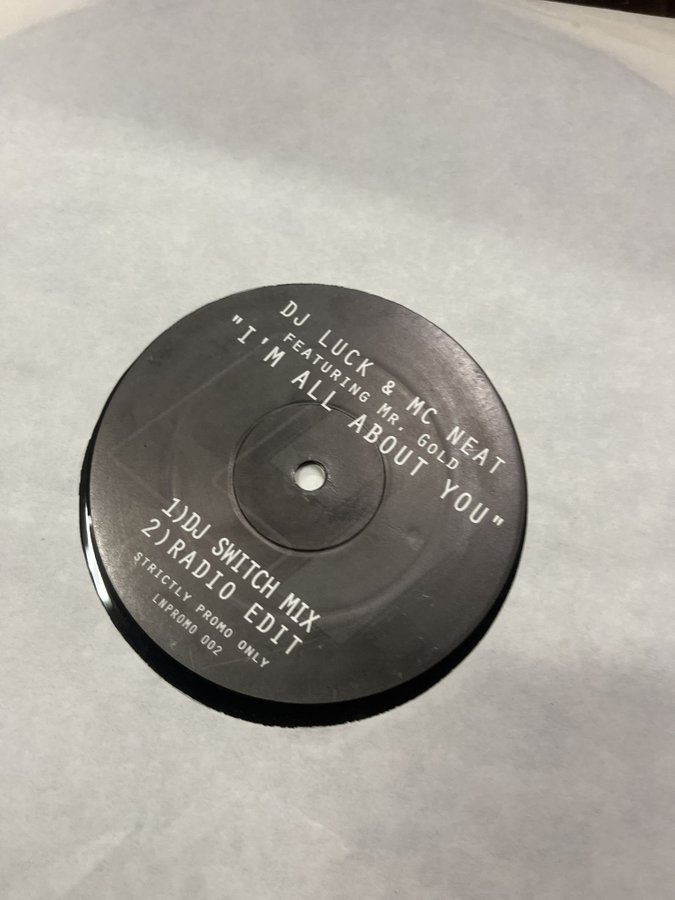 DJ LUCK & MC NEAT
FEATURING MR. GoLD
"I'M ALL ABOUT YOU"
1)DJ SWITCH MIX
2)RADIO EDIT
STRICTLY PROMO ONLY
LNPROMO 002